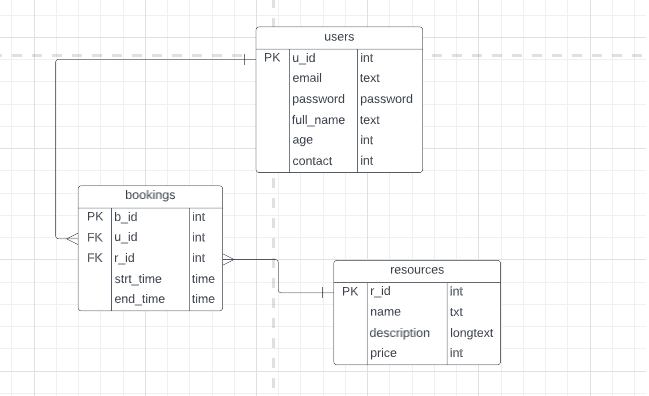 users
PK u_id int
email text
password password
full_name text
age int
contact int
bookings
PK b_id int
FK u_id int
FK r_id int
strt_time time
end_time time
resources
PK r_id int
name txt
description longtext
price int